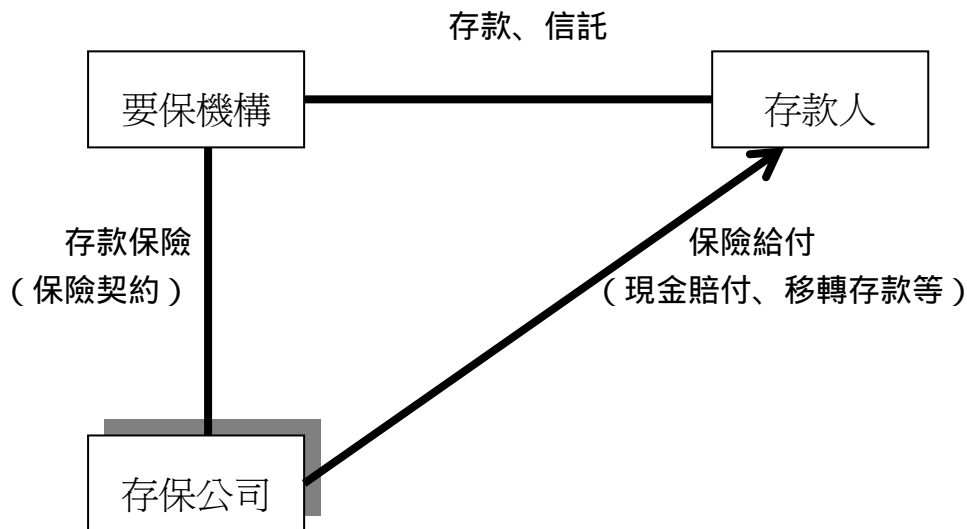 存款、信託
要保機構
存款人
存款保險
（保險契約）
保險給付
（現金賠付、移轉存款等）
存保公司